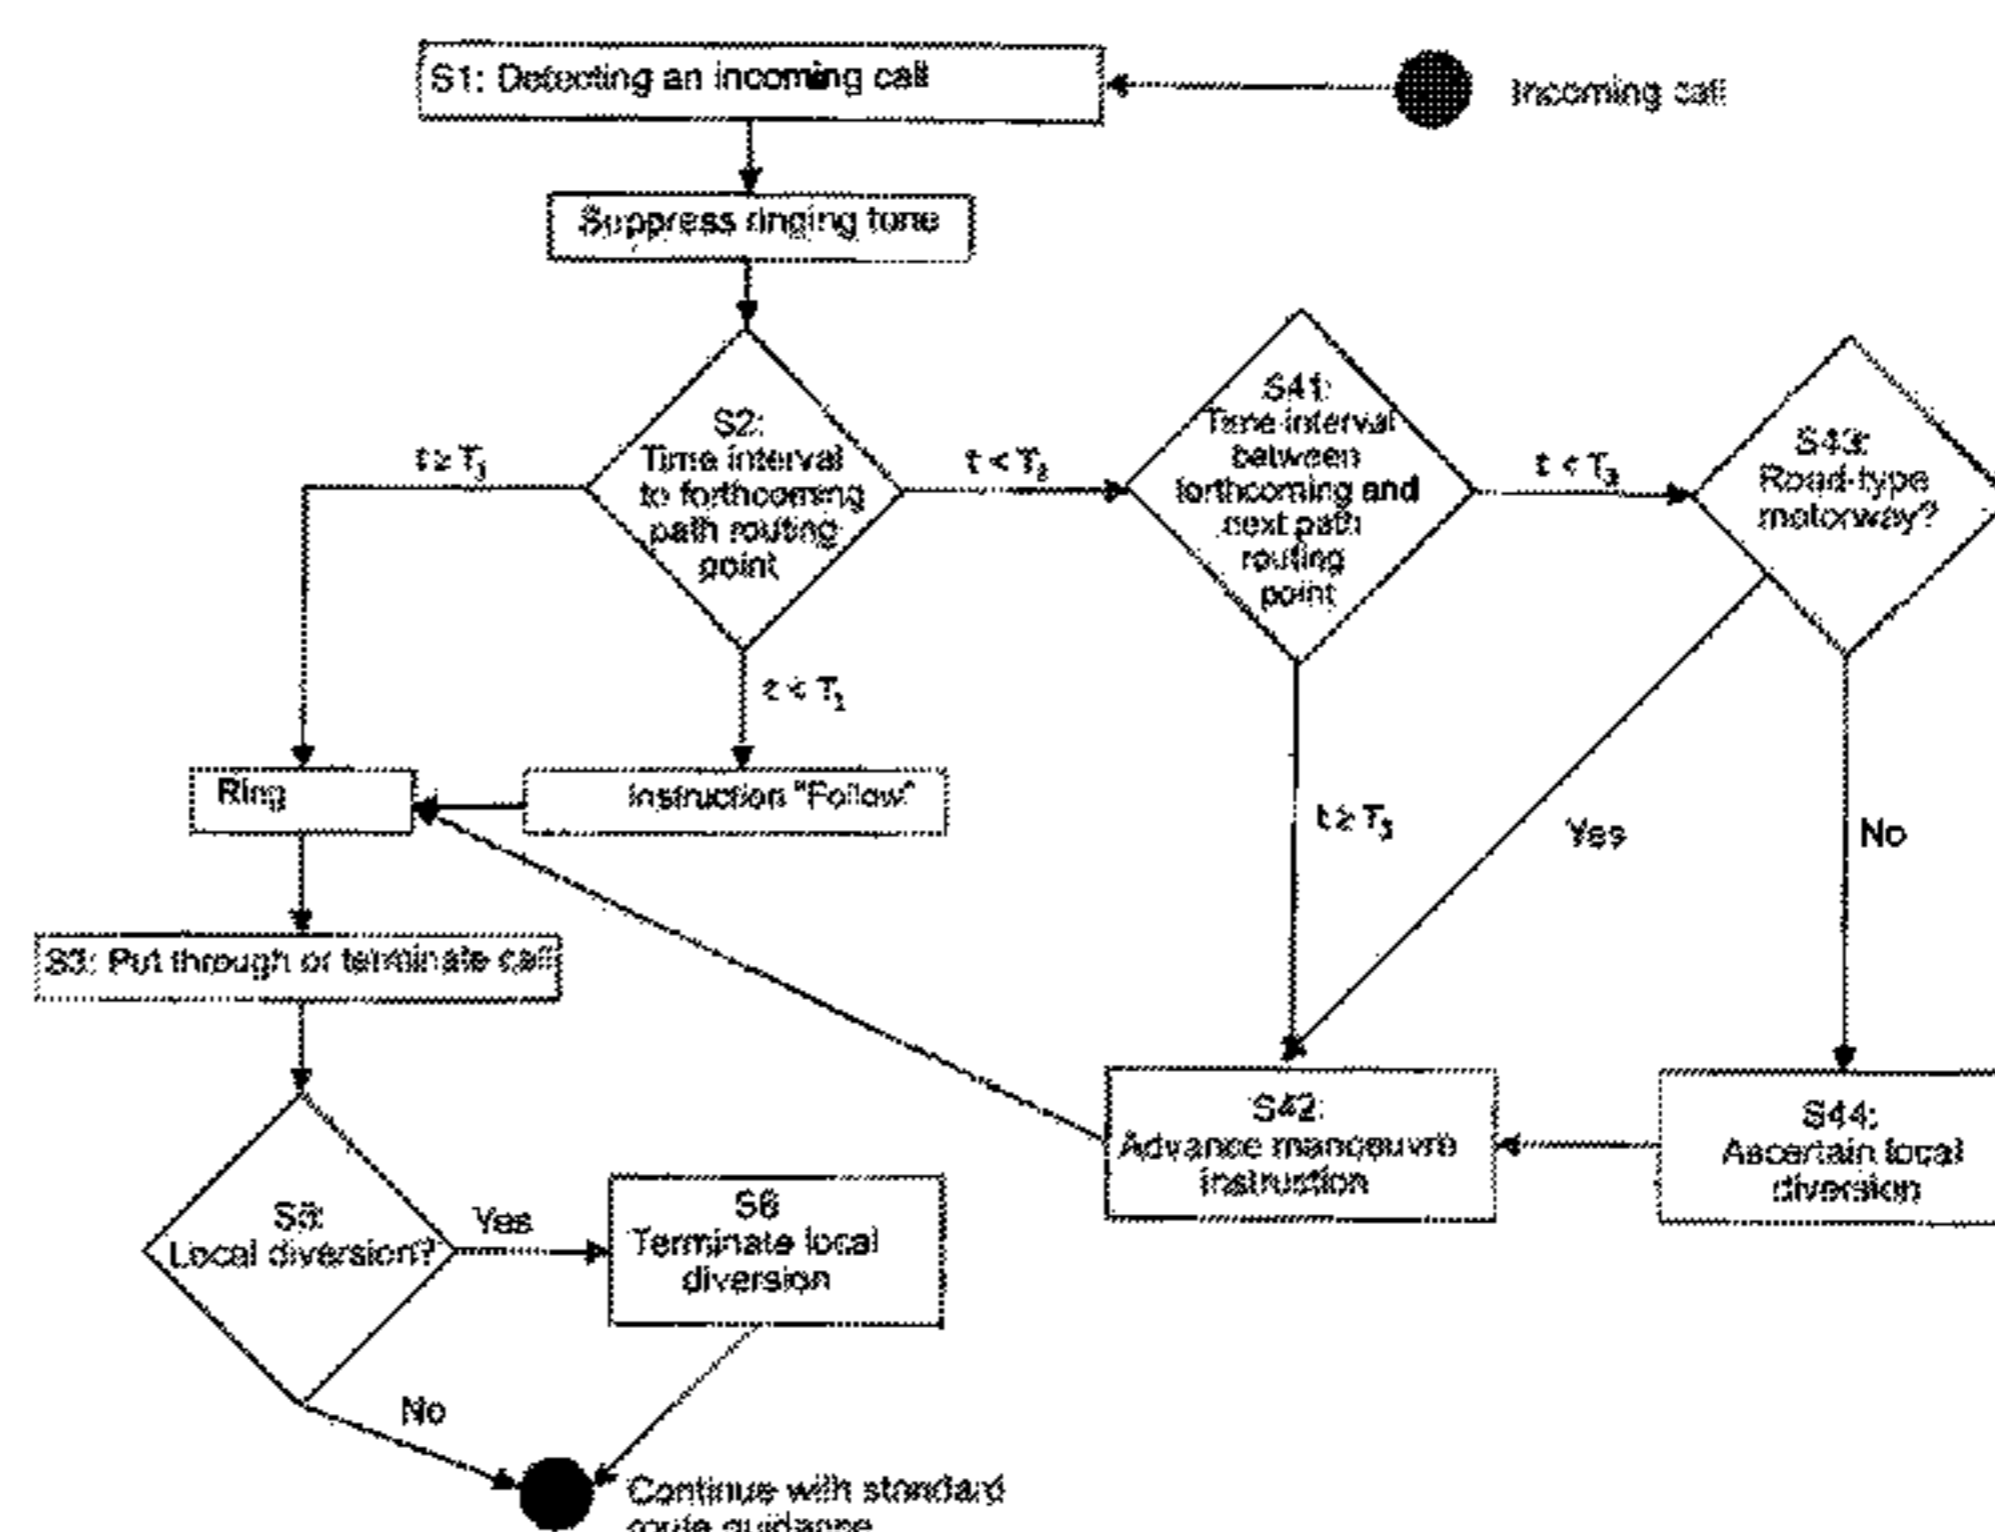 S1: Detecting an incoming call
Incoming call
Suppress ringing tone
S2:
Time interval
to forthcoming
path routing
point
t ≥ T1
t < T2
t < T1
S41:
Time interval
between
forthcoming and
next path
routing
point
t < T3
S43:
Road-type
motorway?
Ring
Instruction "Follow"
t ≥ T3
Yes
No
S3: Put through or terminate call
S42:
Advance manoeuvre
instruction
S44:
Ascertain local
diversion
S5:
Local diversion?
Yes
S6
Terminate local
diversion
No
Continue with standard
route guidance